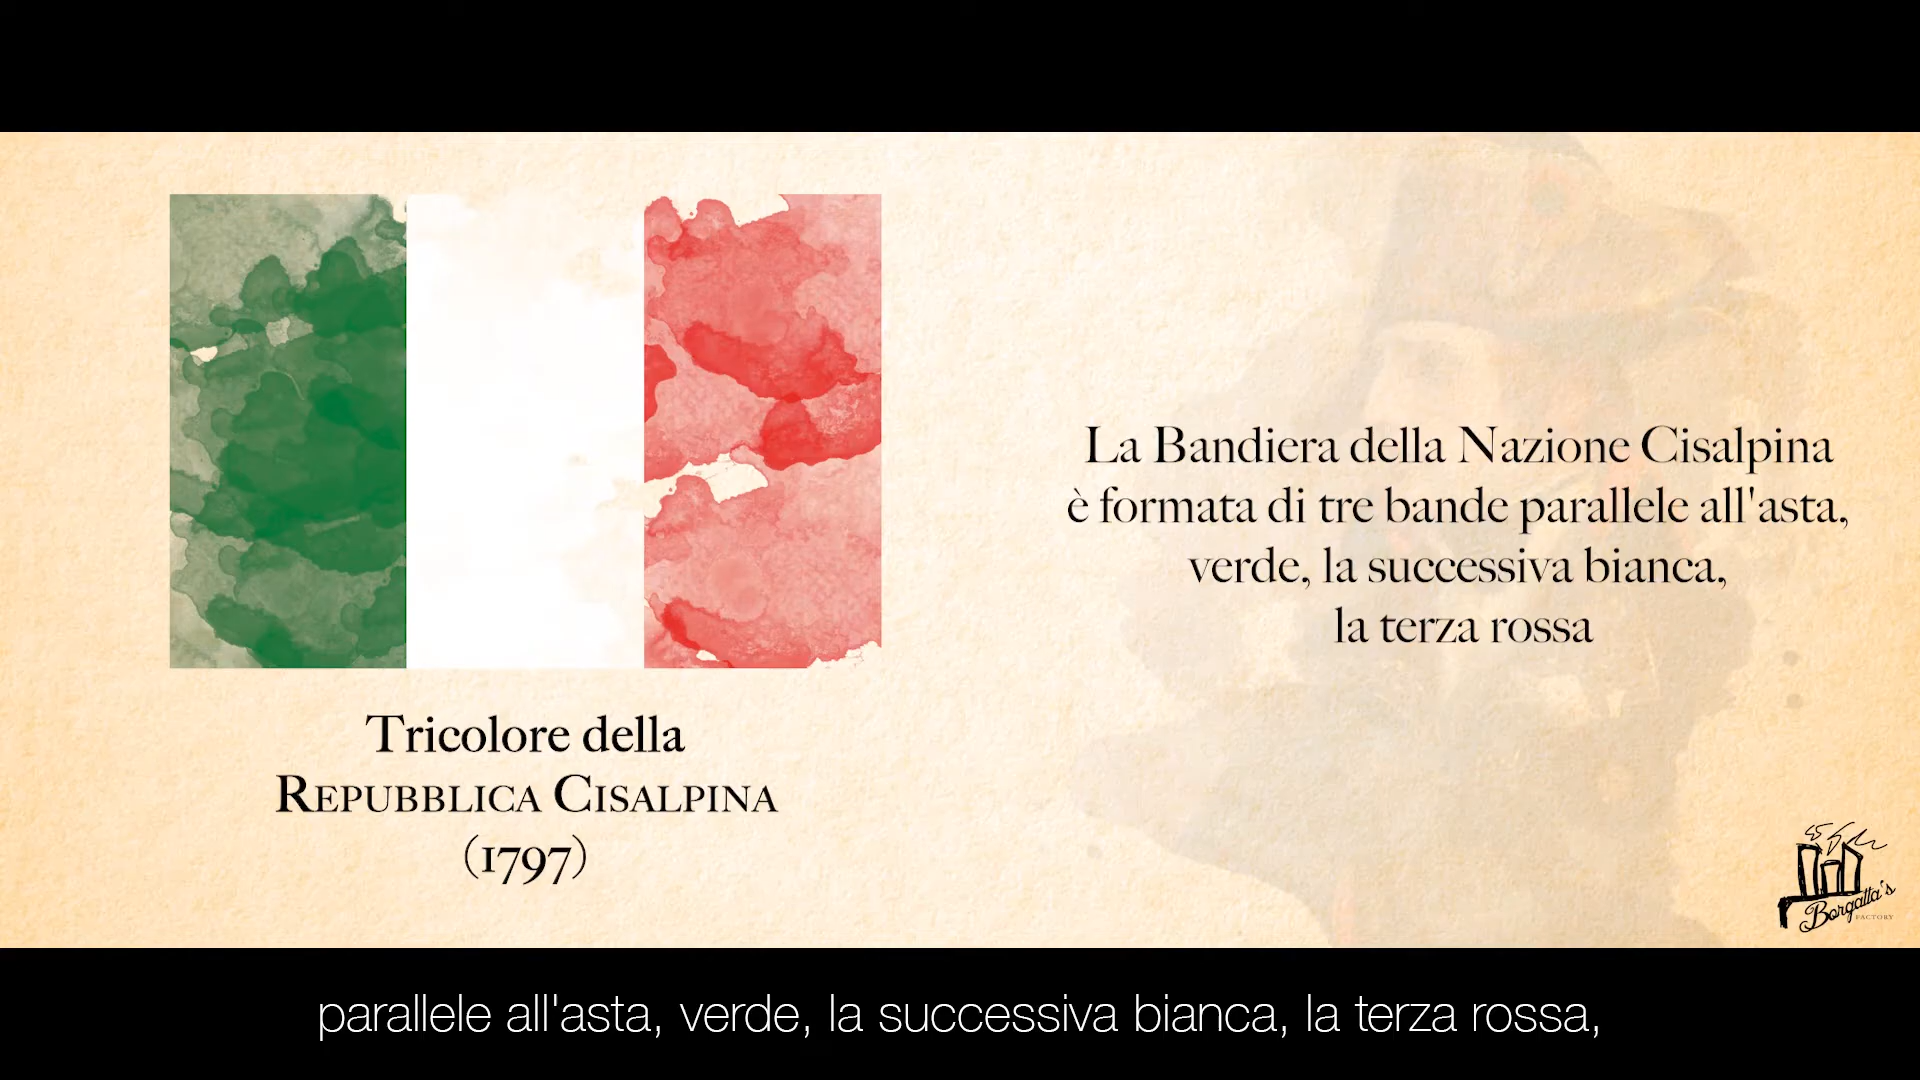 La Bandiera della Nazione Cisalpina
è formata di tre bande parallele all'asta,
verde, la successiva bianca,
la terza rossa
Tricolore della
Repubblica Cisalpina
(1797)
Borgatta's
FACTORY
parallele all'asta, verde, la successiva bianca, la terza rossa,